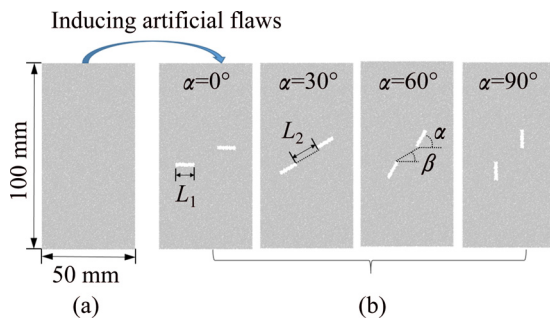 Inducing artificial flaws
α=0°
α=30°
α=60°
α=90°
100 mm
L₁
L₂
α
β
50 mm
(a)
(b)